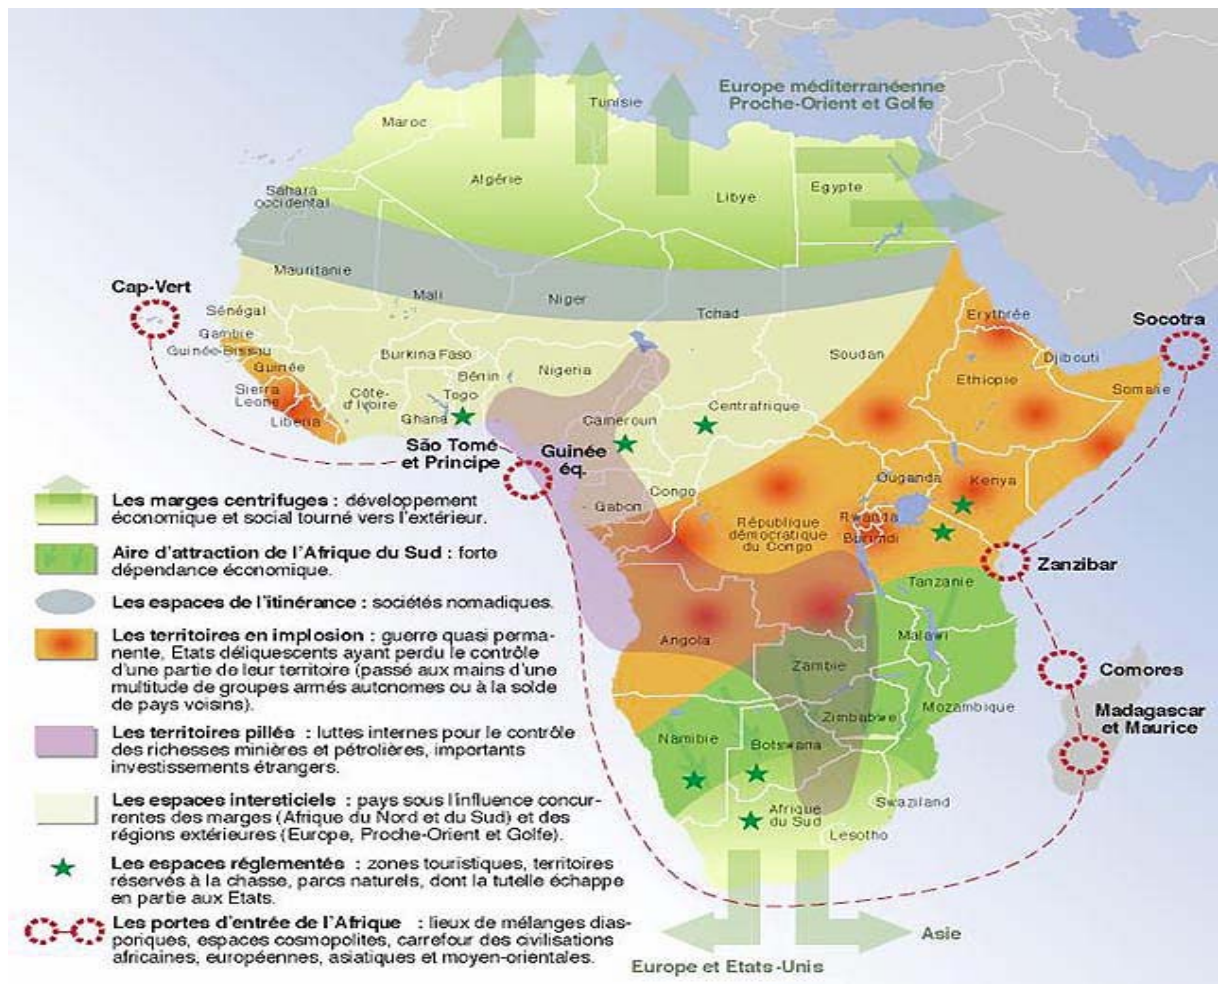 Europe méditerranéenne
Proche-Orient et Golfe
Tunisie
Maroc
Algérie
Libye
Egypte
Sahara
occidental
Mauritanie
Mali
Niger
Tchad
Cap-Vert
Sénégal
Gambie
Guinée-Bissau
Guinée
Sierra
Leone
Liberia
Burkina Faso
Bénin
Togo
Côte-
d'Ivoire
Ghana
Nigeria
Soudan
Erythrée
Djibouti
Ethiopie
Somalie
Socotra
Cameroun
Centrafrique
São Tomé
et Principe
Guinée
éq.
Congo
Gabon
Ouganda
Kenya
République
démocratique
du Congo
Rwanda
Burundi
Zanzibar
Tanzanie
Angola
Malawi
Zambie
Comores
Mozambique
Madagascar
et Maurice
Zimbabwe
Namibie
Botswana
Swaziland
Afrique
du Sud
Lesotho
Asie
Europe et Etats-Unis
Les marges centrifuges : développement
économique et social tourné vers l'extérieur.
Aire d'attraction de l'Afrique du Sud : forte
dépendance économique.
Les espaces de l'itinérance : sociétés nomadiques.
Les territoires en implosion : guerre quasi perma-
nente, Etats déliquescents ayant perdu le contrôle
d'une partie de leur territoire (passé aux mains d'une
multitude de groupes armés autonomes ou à la solde
de pays voisins).
Les territoires pillés : luttes internes pour le contrôle
des richesses minières et pétrolières, importants
investissements étrangers.
Les espaces intersticiels : pays sous l'influence concur-
rentes des marges (Afrique du Nord et du Sud) et des
régions extérieures (Europe, Proche-Orient et Golfe).
Les espaces réglementés : zones touristiques, territoires
réservés à la chasse, parcs naturels, dont la tutelle échappe
en partie aux Etats.
Les portes d'entrée de l'Afrique : lieux de mélanges dias-
poriques, espaces cosmopolites, carrefour des civilisations
africaines, européennes, asiatiques et moyen-orientales.